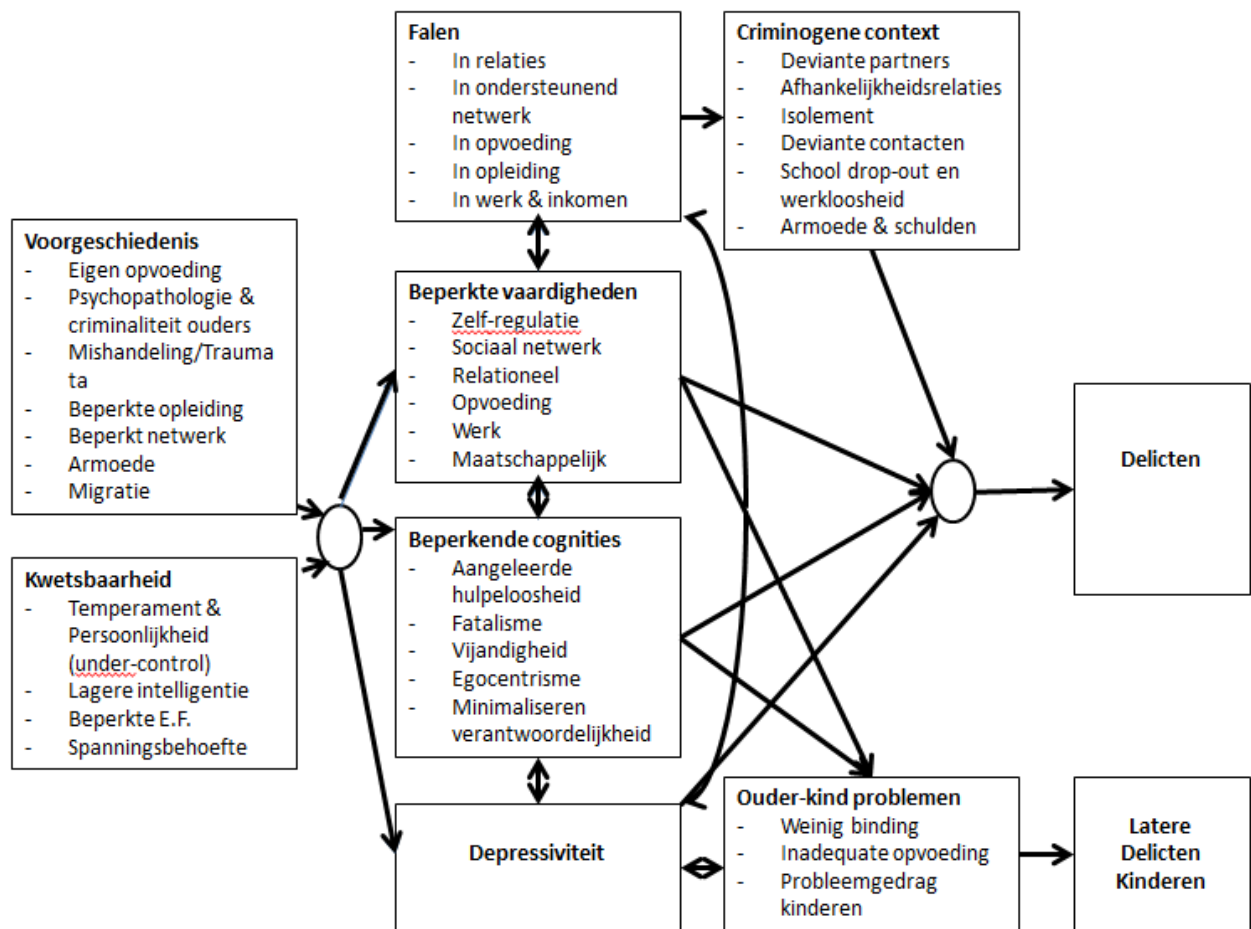 Falen
- In relaties
- In ondersteunend
netwerk
- In opvoeding
- In opleiding
- In werk & inkomen
Criminogene context
- Deviante partners
- Afhankelijkheidsrelaties
- Isolement
- Deviante contacten
- School drop-out en
werkloosheid
- Armoede & schulden
Voorgeschiedenis
- Eigen opvoeding
- Psychopathologie &
criminaliteit ouders
- Mishandeling/Trauma
ta
- Beperkte opleiding
- Beperkt netwerk
- Armoede
- Migratie
Kwetsbaarheid
- Temperament &
Persoonlijkheid
(under-control)
- Lagere intelligentie
- Beperkte E.F.
- Spanningsbehoefte
Beperkte vaardigheden
- Zelf-regulatie
- Sociaal netwerk
- Relationeel
- Opvoeding
- Werk
- Maatschappelijk
Beperkende cognities
- Aangeleerde
hulpeloosheid
- Fatalisme
- Vijandigheid
- Egocentrisme
- Minimaliseren
verantwoordelijkheid
Depressiviteit
Ouder-kind problemen
- Weinig binding
- Inadequate opvoeding
- Probleemgedrag
kinderen
Delicten
Latere
Delicten
Kinderen